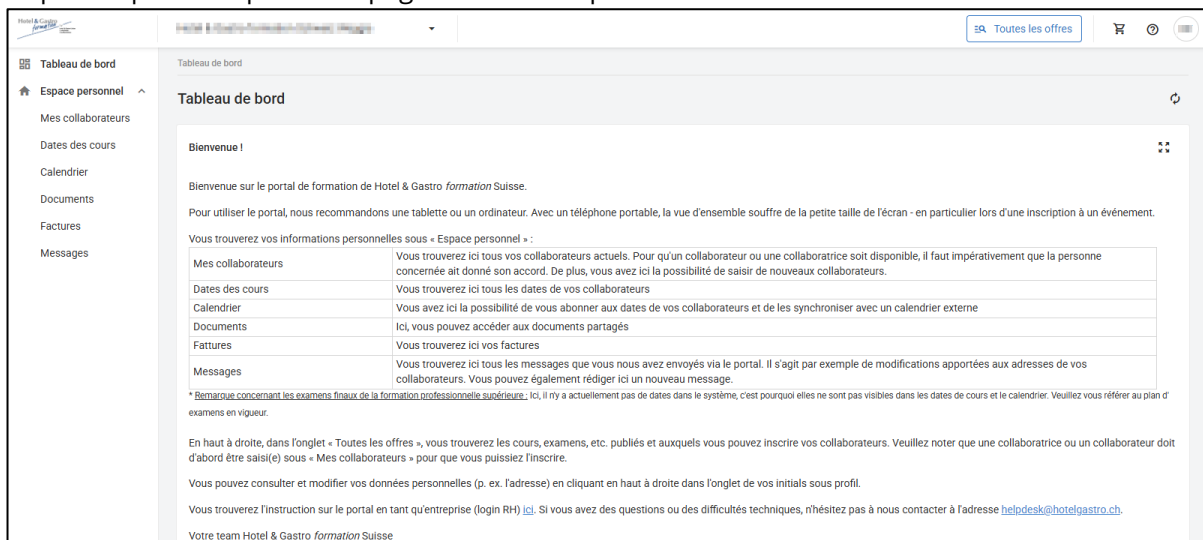 Hotel & Gastro
formation
Toutes les offres
Tableau de bord
Espace personnel
Mes collaborateurs
Dates des cours
Calendrier
Documents
Factures
Messages
Tableau de bord
Tableau de bord
Bienvenue !
Bienvenue sur le portal de formation de Hotel & Gastro formation Suisse.
Pour utiliser le portal, nous recommandons une tablette ou un ordinateur. Avec un téléphone portable, la vue d'ensemble souffre de la petite taille de l'écran - en particulier lors d'une inscription à un événement.
Vous trouverez vos informations personnelles sous « Espace personnel » :
Mes collaborateurs
Vous trouverez ici tous vos collaborateurs actuels. Pour qu'un collaborateur ou une collaboratrice soit disponible, il faut impérativement que la personne
concernée ait donné son accord. De plus, vous avez ici la possibilité de saisir de nouveaux collaborateurs.
Dates des cours
Vous trouverez ici tous les dates de vos collaborateurs
Calendrier
Vous avez ici la possibilité de vous abonner aux dates de vos collaborateurs et de les synchroniser avec un calendrier externe
Documents
Ici, vous pouvez accéder aux documents partagés
Fattures
Vous trouverez ici vos factures
Messages
Vous trouverez ici tous les messages que vous nous avez envoyés via le portal. Il s'agit par exemple de modifications apportées aux adresses de vos
collaborateurs. Vous pouvez également rédiger ici un nouveau message.
* Remarque concernant les examens finaux de la formation professionnelle supérieure : Ici, il n'y a actuellement pas de dates dans le système, c'est pourquoi elles ne sont pas visibles dans les dates de cours et le calendrier. Veuillez vous référer au plan d'
examens en vigueur.
En haut à droite, dans l'onglet « Toutes les offres », vous trouverez les cours, examens, etc. publiés et auxquels vous pouvez inscrire vos collaborateurs. Veuillez noter que une collaboratrice ou un collaborateur doit
d'abord être saisi(e) sous « Mes collaborateurs » pour que vous puissiez l'inscrire.
Vous pouvez consulter et modifier vos données personnelles (p. ex. l'adresse) en cliquant en haut à droite dans l'onglet de vos initials sous profil.
Vous trouverez l'instruction sur le portal en tant qu'entreprise (login RH) ici. Si vous avez des questions ou des difficultés techniques, n'hésitez pas à nous contacter à l'adresse helpdesk@hotelgastro.ch.
Votre team Hotel & Gastro formation Suisse